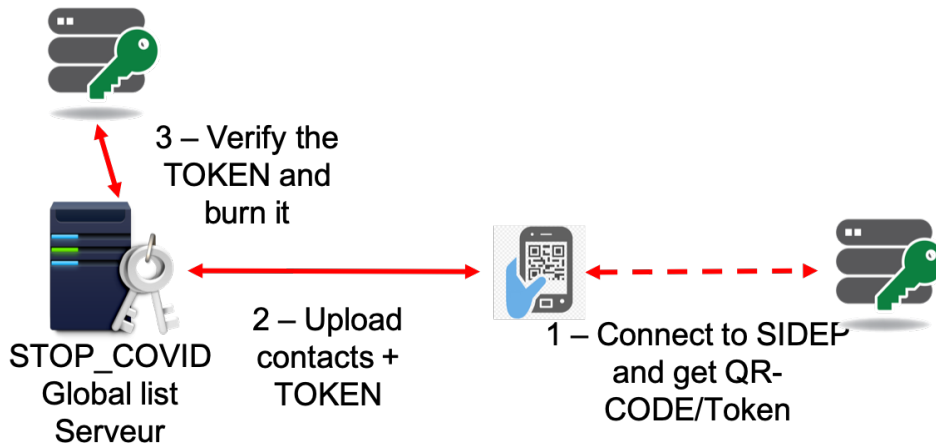 3 – Verify the
TOKEN and
burn it
STOP_COVID
Global list
Serveur
2 – Upload
contacts +
TOKEN
1 – Connect to SIDEP
and get QR-
CODE/Token